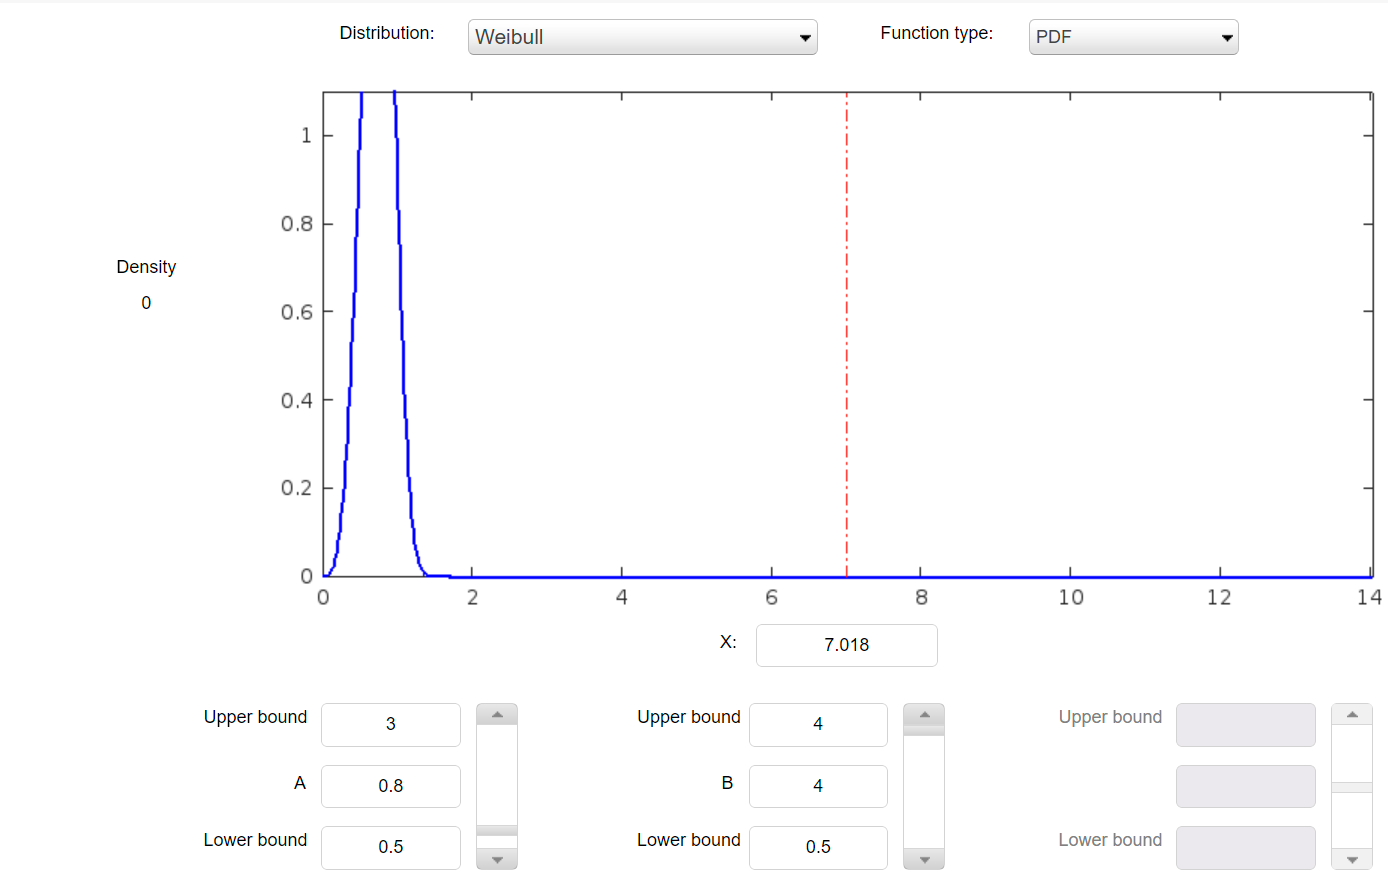 Distribution: Weibull Function type: PDF
1
0.8
Density
0
0.6
0.4
0.2
0
0 2 4 6 8 10 12 14
X: 7.018
Upper bound 3 Upper bound 4 Upper bound
A 0.8 B 4
Lower bound 0.5 Lower bound 0.5 Lower bound